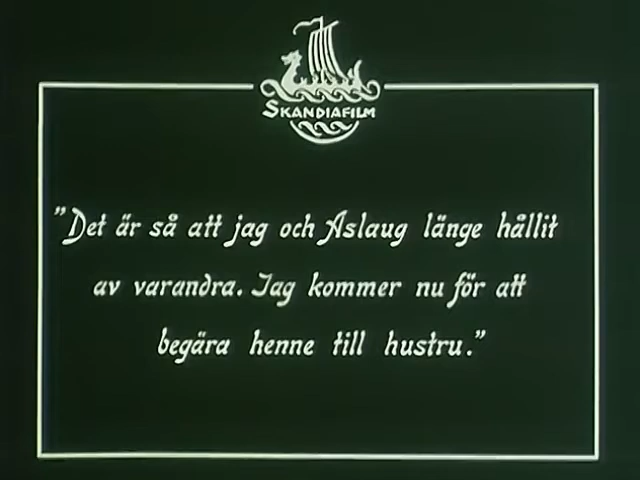 SKANDIAFILM
"Det är så att jag och Aslaug länge hållit
av varandra. Jag kommer nu för att
begära henne till hustru."